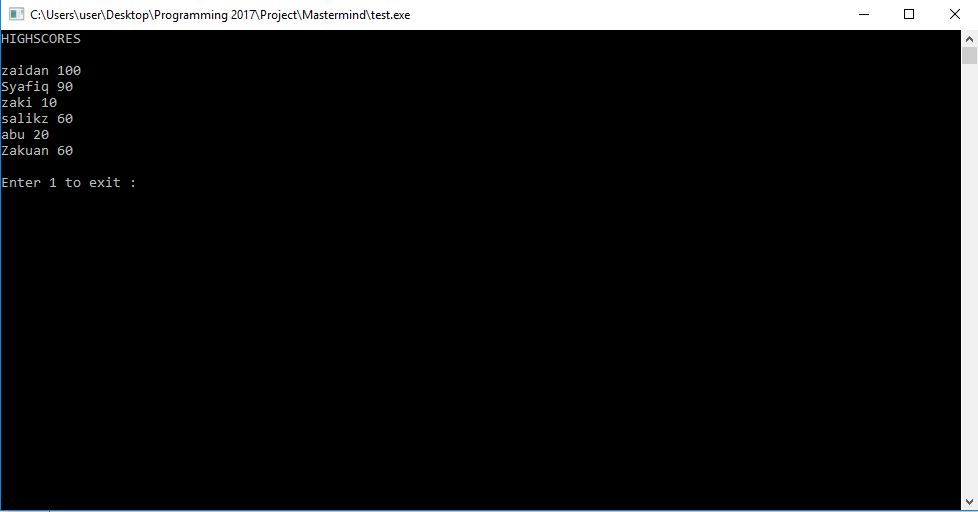 C:\Users\user\Desktop\Programming 2017\Project\Mastermind\test.exe
HIGHSCORES
zaidan 100
Syafiq 90
zaki 10
salikz 60
abu 20
Zakuan 60
Enter 1 to exit :